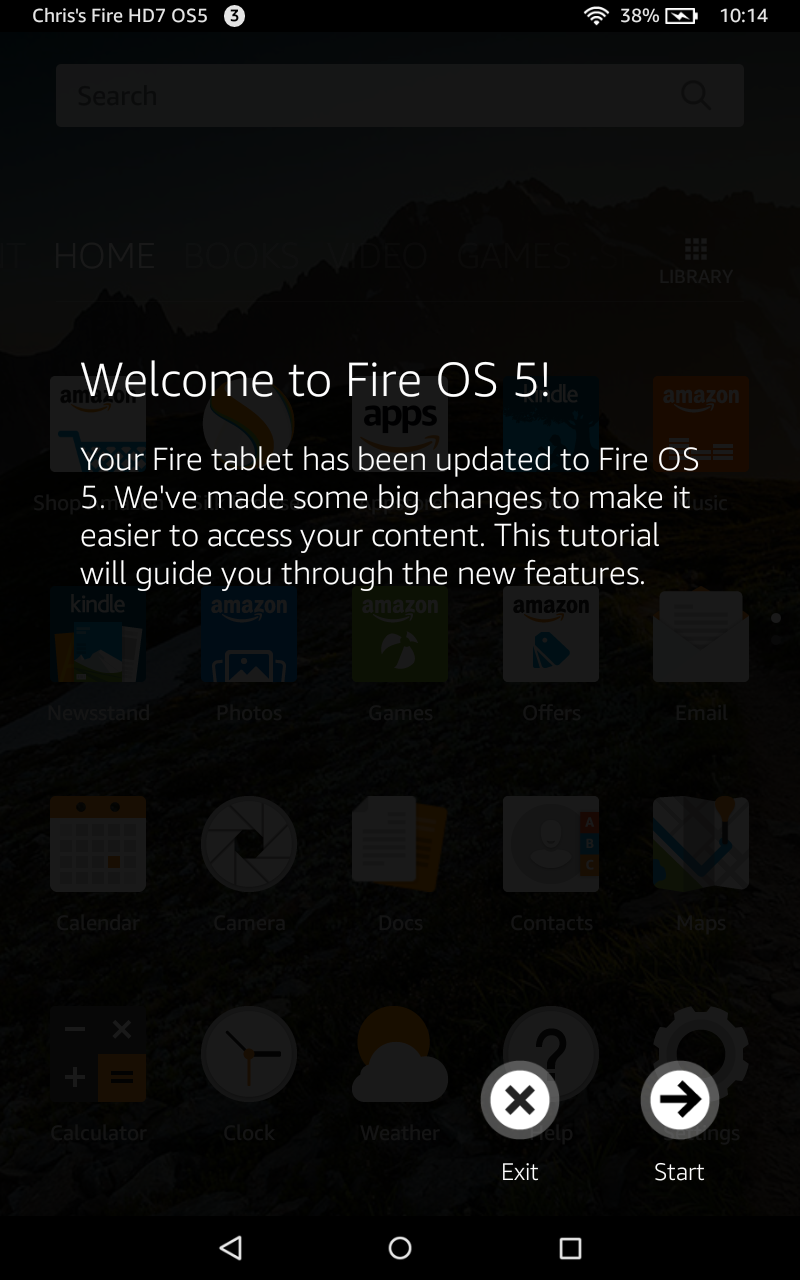 Chris's Fire HD7 OS5 3 38% 10:14
Search
HOME BOOKS VIDEO GAMES
LIBRARY
Welcome to Fire OS 5!
amazon apps kindle amazon
Your Fire tablet has been updated to Fire OS
5. We've made some big changes to make it
easier to access your content. This tutorial
will guide you through the new features.
kindle amazon amazon amazon
Newsstand Photos Games Offers Email
A
B
C
Calendar Camera Docs Contacts Maps
Calculator Clock Weather Help Settings
Exit Start